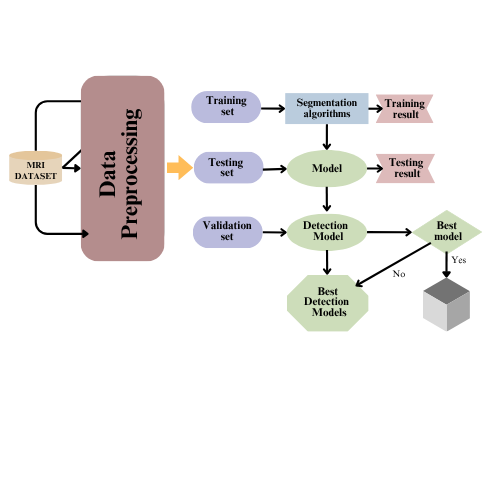 MRI
DATASET
Data
Preprocessing
Training
set
Segmentation
algorithms
Training
result
Testing
set
Model
Testing
result
Validation
set
Detection
Model
Best
model
Yes
No
Best
Detection
Models